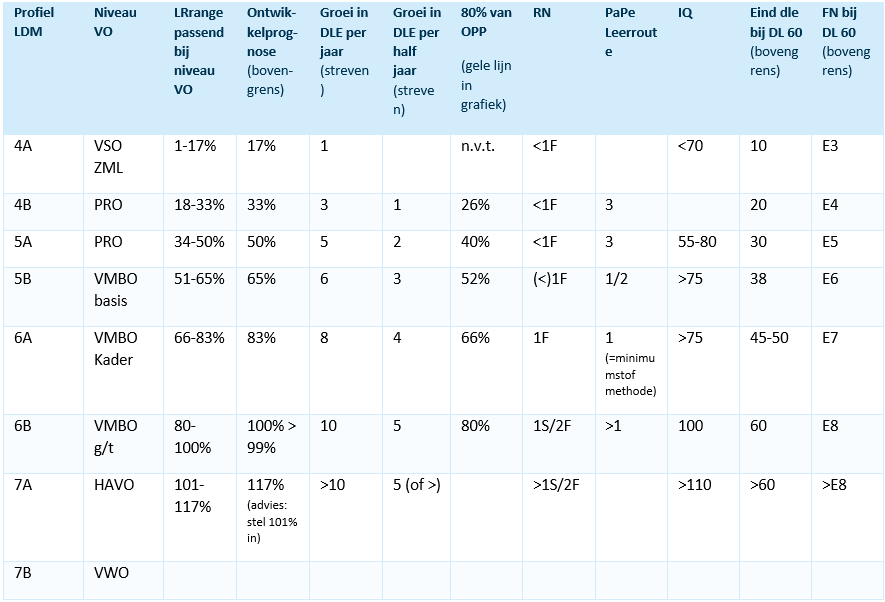 Profiel LDM | Niveau VO | LRrange passend bij niveau VO | Ontwik-kelprog-nose (boven-grens) | Groei in DLE per jaar (streven) | Groei in DLE per half jaar (streven) | 80% van OPP (gele lijn in grafiek) | RN | PaPe Leerroute | IQ | Eind dle bij DL 60 (bovengrens) | FN bij DL 60 (bovengrens)
4A | VSO ZML | 1-17% | 17% | 1 | | n.v.t. | <1F | | <70 | 10 | E3
4B | PRO | 18-33% | 33% | 3 | 1 | 26% | <1F | 3 | | 20 | E4
5A | PRO | 34-50% | 50% | 5 | 2 | 40% | <1F | 3 | 55-80 | 30 | E5
5B | VMBO basis | 51-65% | 65% | 6 | 3 | 52% | (<)1F | 1/2 | >75 | 38 | E6
6A | VMBO Kader | 66-83% | 83% | 8 | 4 | 66% | 1F | 1 (=minimumstof methode) | >75 | 45-50 | E7
6B | VMBO g/t | 80-100% | 100% > 99% | 10 | 5 | 80% | 1S/2F | >1 | 100 | 60 | E8
7A | HAVO | 101-117% | 117% (advies: stel 101% in) | >10 | 5 (of >) | | >1S/2F | | >110 | >60 | >E8
7B | VWO